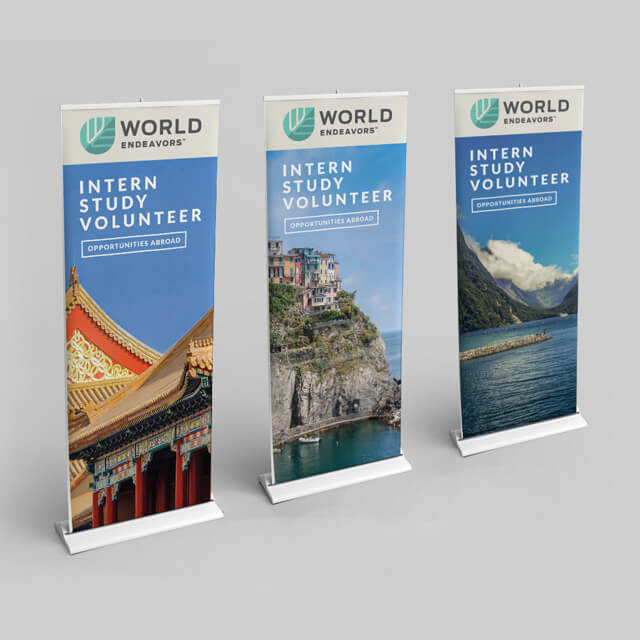 WORLD
ENDEAVORS™
INTERN
STUDY
VOLUNTEER
OPPORTUNITIES ABROAD
WORLD
ENDEAVORS™
INTERN
STUDY
VOLUNTEER
OPPORTUNITIES ABROAD
WORLD
ENDEAVORS™
INTERN
STUDY
VOLUNTEER
OPPORTUNITIES ABROAD